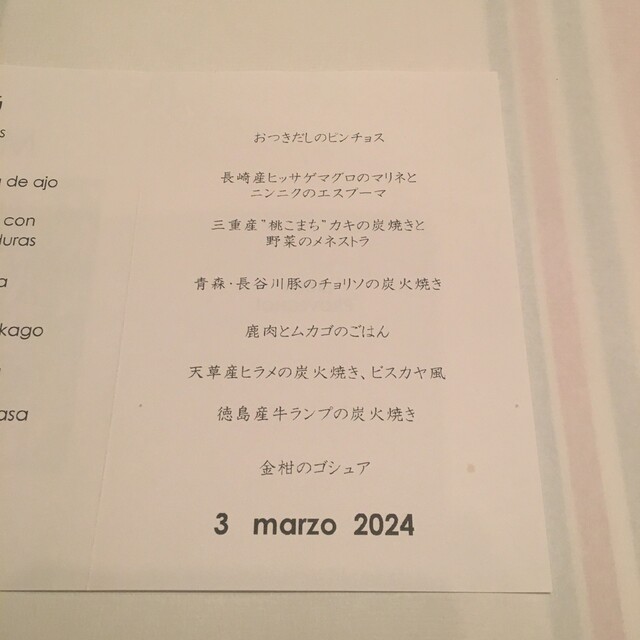 s
de ajo
con
duras
a
kago
asa
おつきだしのピンチョス
長崎産ヒッサゲマグロのマリネと
ニンニクのエスプーマ
三重産"桃こまち"カキの炭焼きと
野菜のメネストラ
青森・長谷川豚のチョリソの炭火焼き
鹿肉とムカゴのごはん
天草産ヒラメの炭火焼き、ビスカヤ風
徳島産牛ランプの炭火焼き
金柑のゴシュア
3 marzo 2024